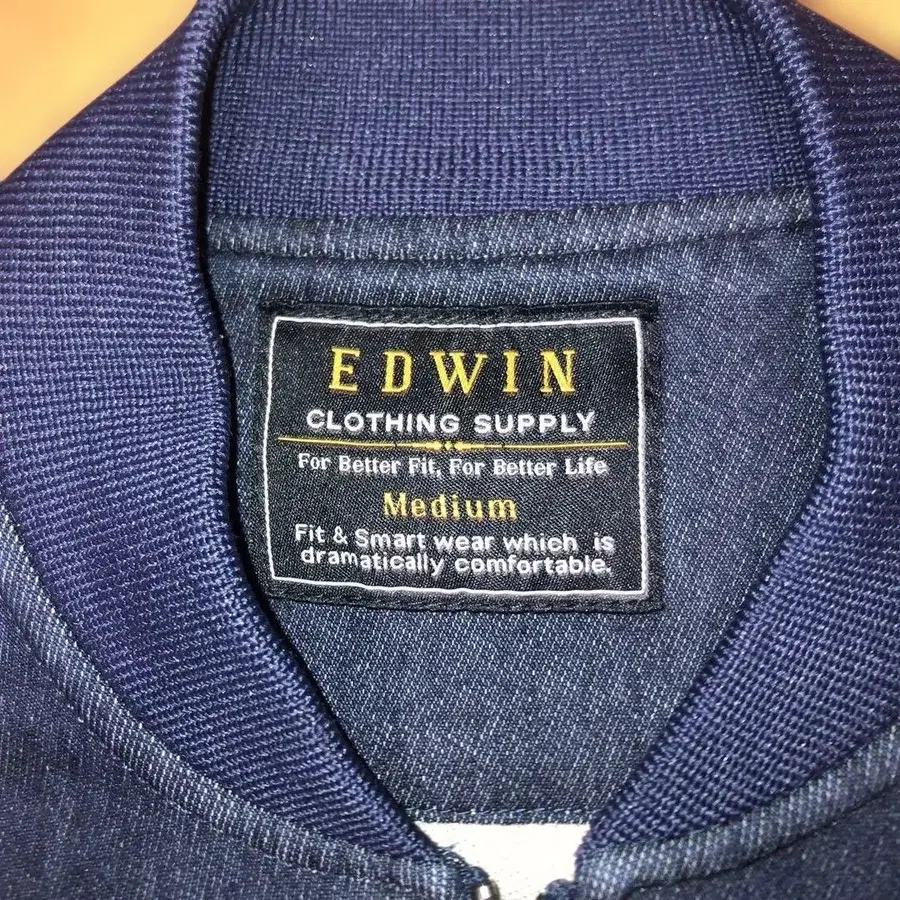 EDWIN
CLOTHING SUPPLY
For Better Fit, For Better Life
Medium
Fit & Smart wear which is
dramatically comfortable.